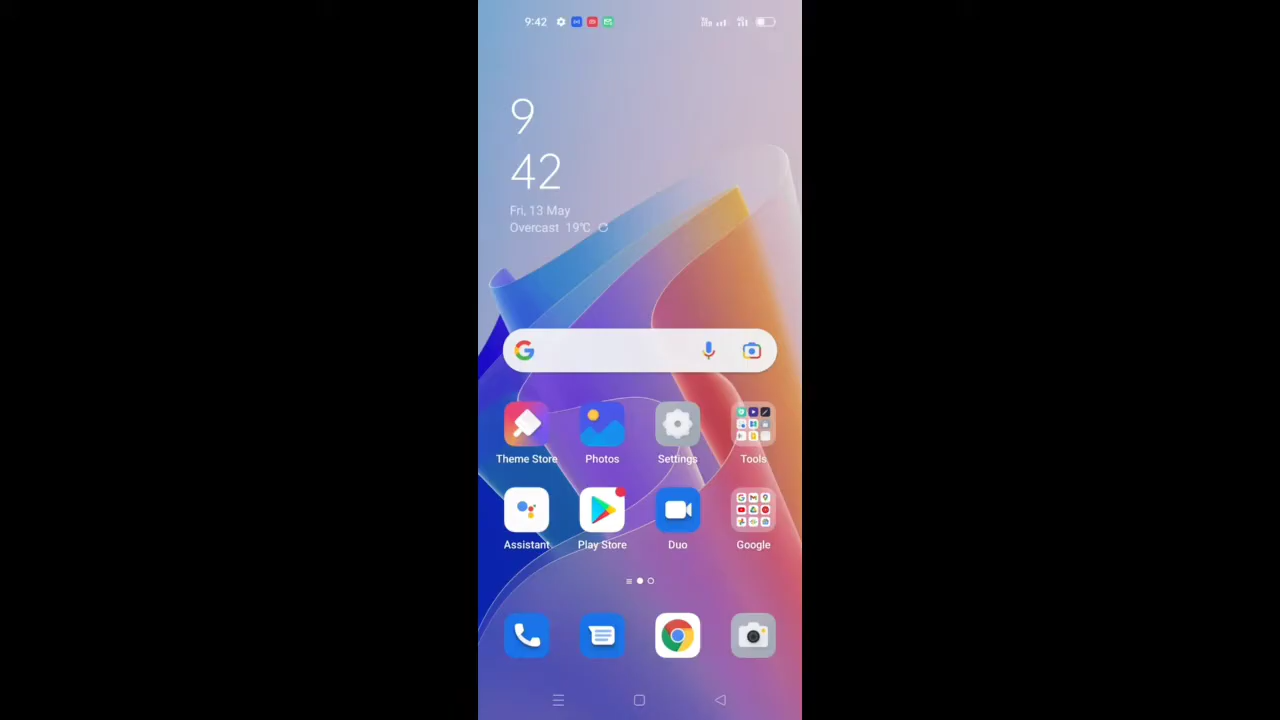 9:42
9
42
Fri, 13 May
Overcast 19°C
Theme Store Photos Settings Tools
Assistant Play Store Duo Google